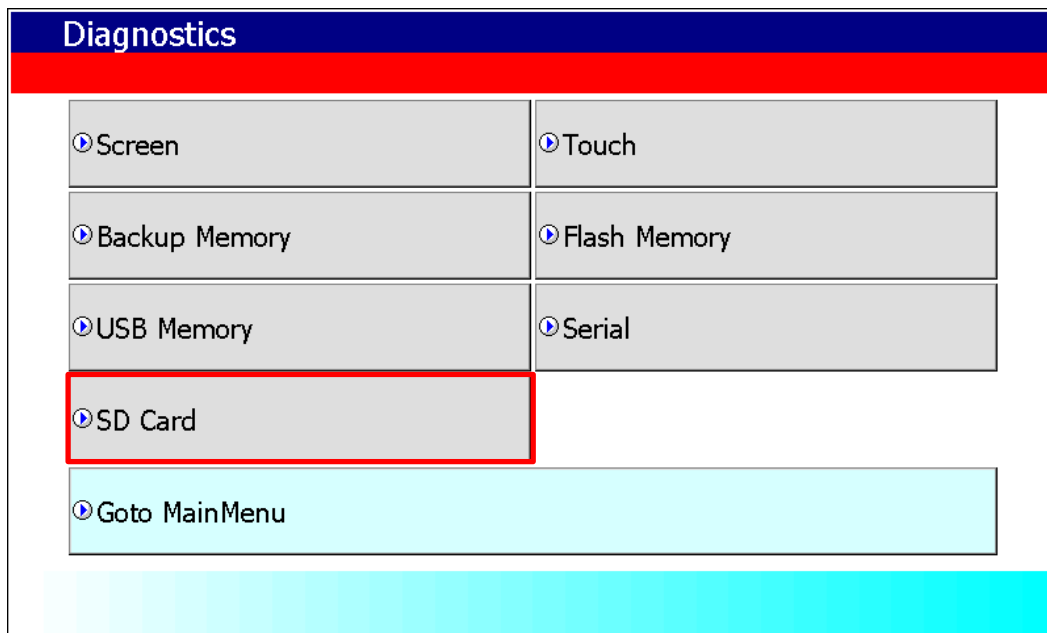 Diagnostics
Screen
Touch
Backup Memory
Flash Memory
USB Memory
Serial
SD Card
Goto MainMenu